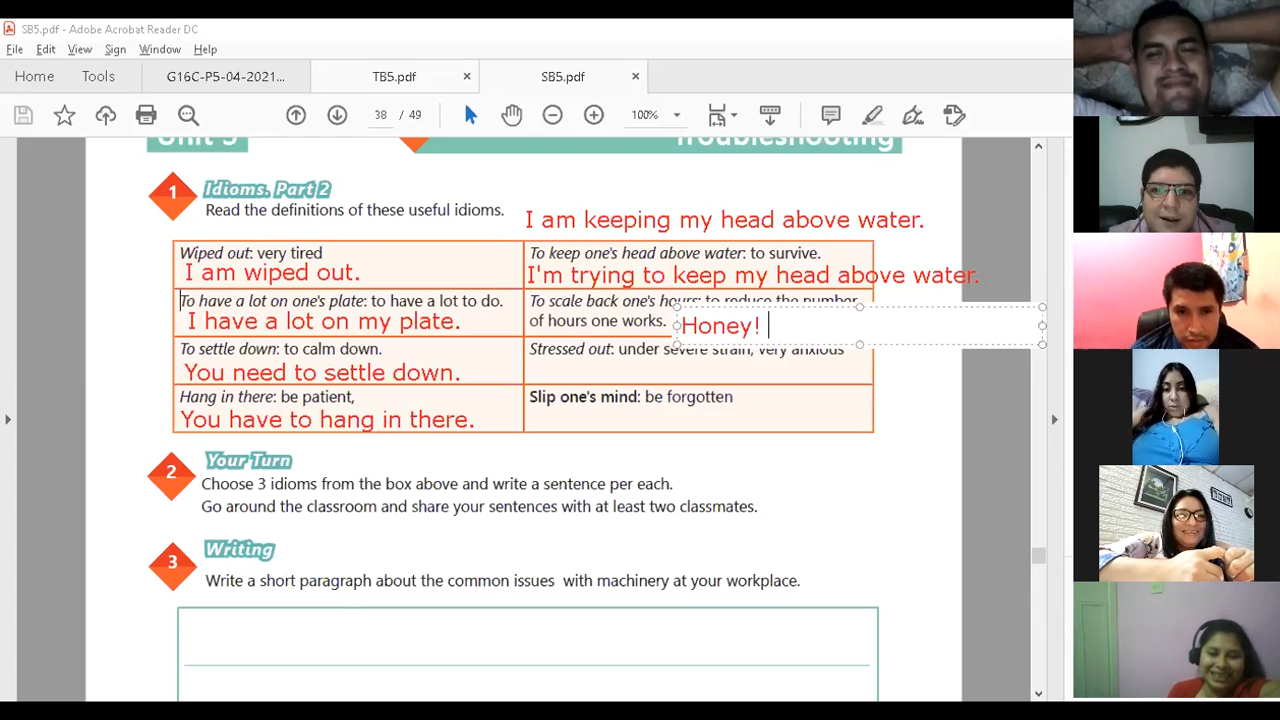 SB5.pdf - Adobe Acrobat Reader DC
File Edit View Sign Window Help
Home Tools G16C-P5-04-2021... TB5.pdf × SB5.pdf ×
38 / 49 100%
Troubleshooting
1 Idioms. Part 2
Read the definitions of these useful idioms.
I am keeping my head above water.
Wiped out: very tired
I am wiped out.
To keep one's head above water: to survive.
I'm trying to keep my head above water.
To have a lot on one's plate: to have a lot to do.
I have a lot on my plate.
To scale back one's hours: to reduce the number
of hours one works.
Honey!
To settle down: to calm down.
You need to settle down.
Stressed out: under severe strain, very anxious
Hang in there: be patient,
You have to hang in there.
Slip one's mind: be forgotten
2 Your Turn
Choose 3 idioms from the box above and write a sentence per each.
Go around the classroom and share your sentences with at least two classmates.
3 Writing
Write a short paragraph about the common issues with machinery at your workplace.